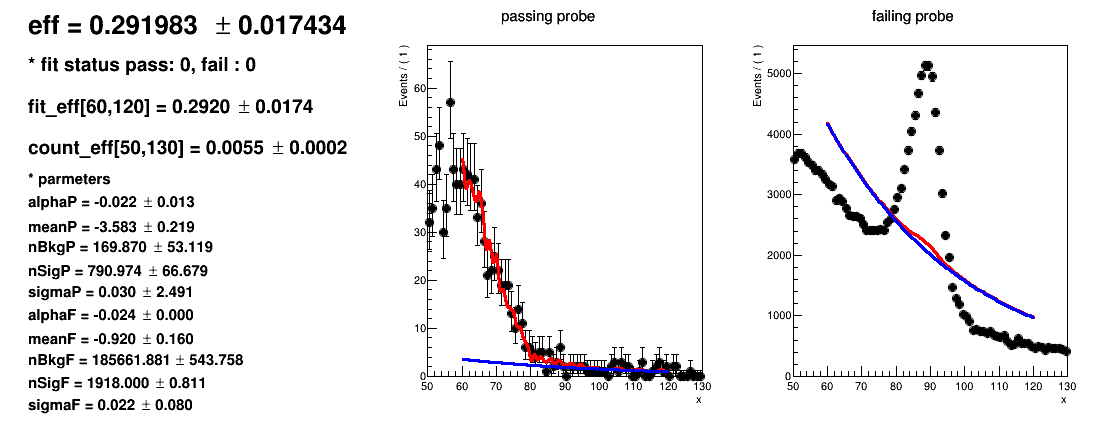 eff = 0.291983 ± 0.017434
* fit status pass: 0, fail : 0
fit_eff[60,120] = 0.2920 ± 0.0174
count_eff[50,130] = 0.0055 ± 0.0002
* parmeters
alphaP = -0.022 ± 0.013
meanP = -3.583 ± 0.219
nBkgP = 169.870 ± 53.119
nSigP = 790.974 ± 66.679
sigmaP = 0.030 ± 2.491
alphaF = -0.024 ± 0.000
meanF = -0.920 ± 0.160
nBkgF = 185661.881 ± 543.758
nSigF = 1918.000 ± 0.811
sigmaF = 0.022 ± 0.080
passing probe
Events / ( 1 )
60
50
40
30
20
10
0
50 60 70 80 90 100 110 120 130
x
failing probe
Events / ( 1 )
5000
4000
3000
2000
1000
0
50 60 70 80 90 100 110 120 130
x